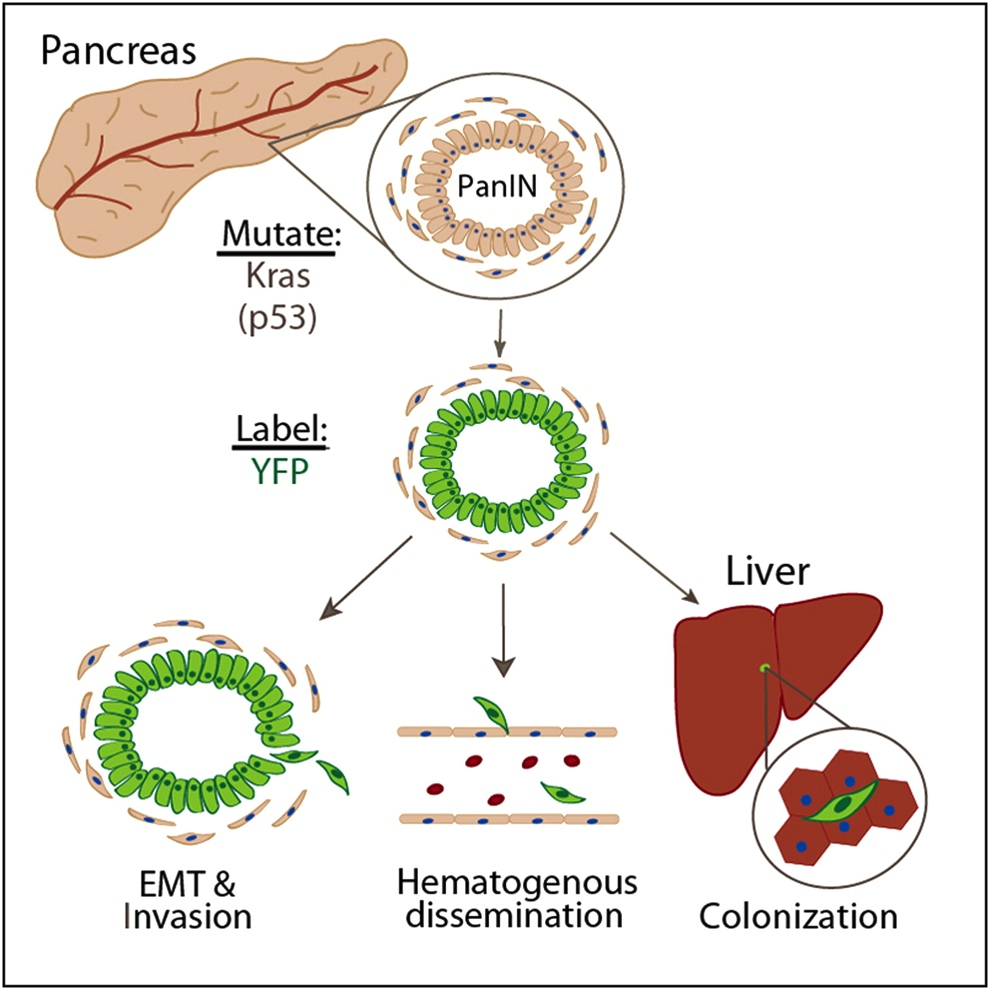 Pancreas
PanIN
Mutate:
Kras
(p53)
Label:
YFP
Liver
EMT &
Invasion
Hematogenous
dissemination
Colonization